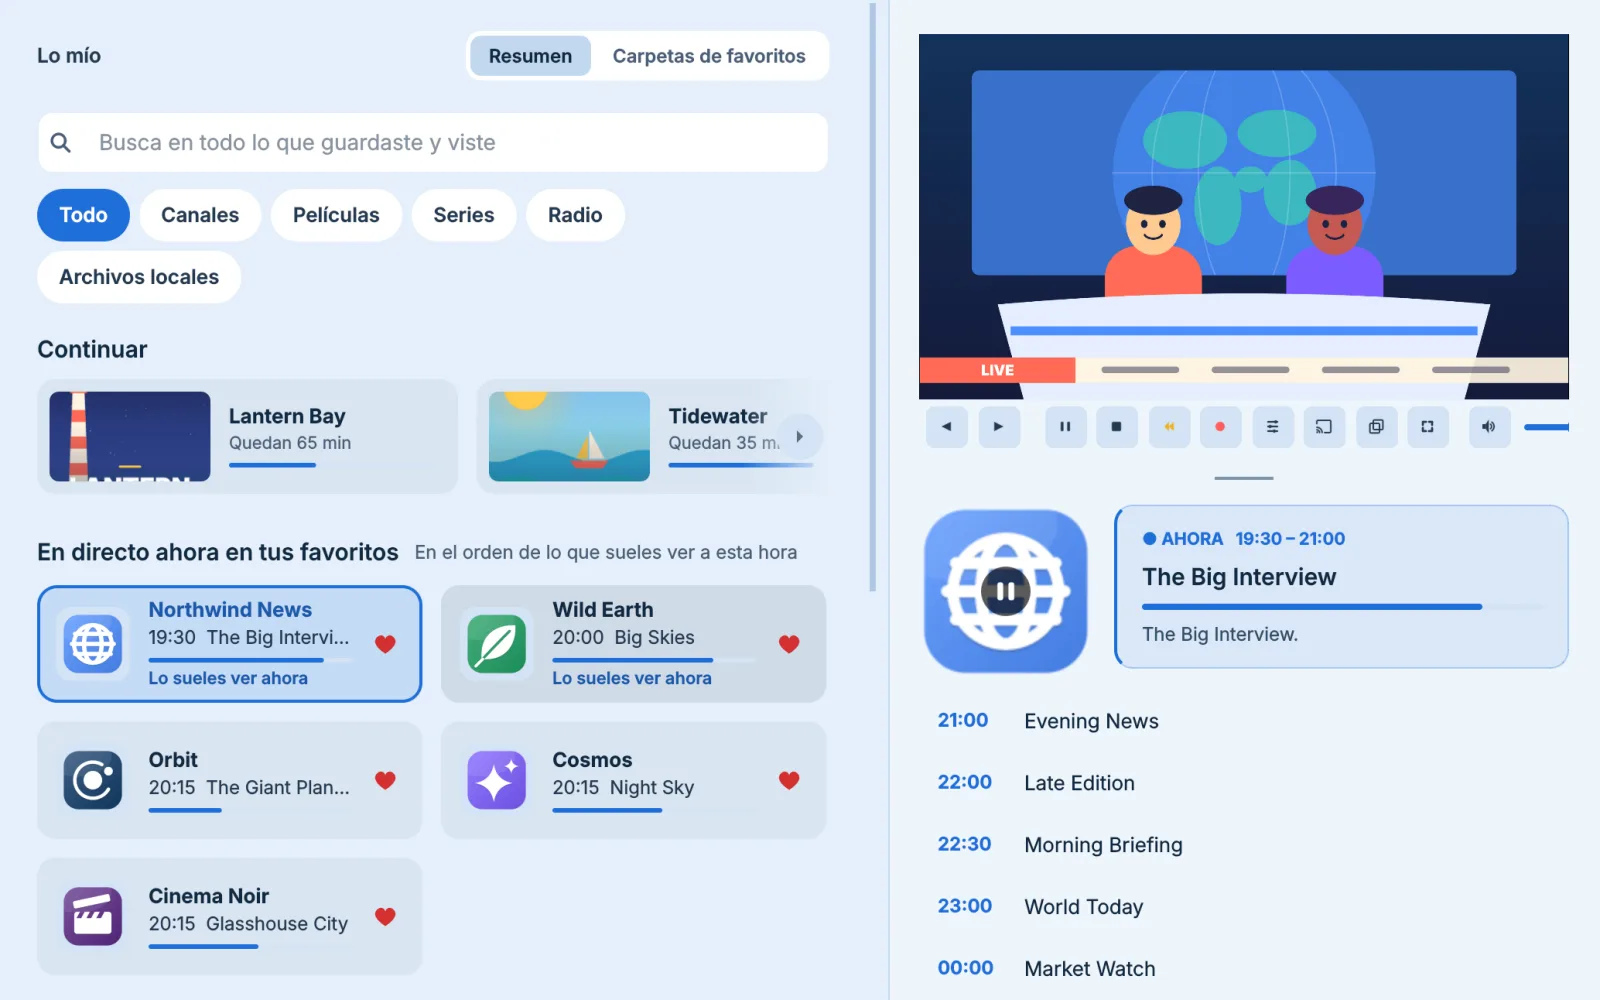 Lo mío
Resumen
Carpetas de favoritos
Busca en todo lo que guardaste y viste
Todo
Canales
Películas
Series
Radio
Archivos locales
Continuar
Lantern Bay
Quedan 65 min
Tidewater
Quedan 35 m
En directo ahora en tus favoritos
En el orden de lo que sueles ver a esta hora
Northwind News
19:30 The Big Intervi...
Lo sueles ver ahora
Wild Earth
20:00 Big Skies
Lo sueles ver ahora
Orbit
20:15 The Giant Plan...
Cosmos
20:15 Night Sky
Cinema Noir
20:15 Glasshouse City
LIVE
AHORA 19:30 – 21:00
The Big Interview
The Big Interview.
21:00 Evening News
22:00 Late Edition
22:30 Morning Briefing
23:00 World Today
00:00 Market Watch